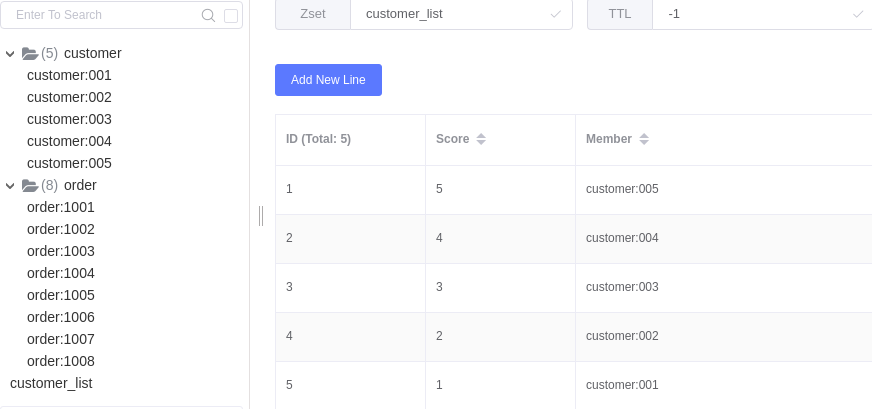 Enter To Search
(5) customer
customer:001
customer:002
customer:003
customer:004
customer:005
(8) order
order:1001
order:1002
order:1003
order:1004
order:1005
order:1006
order:1007
order:1008
customer_list
Zset customer_list TTL -1
Add New Line
ID (Total: 5) Score Member
1 5 customer:005
2 4 customer:004
3 3 customer:003
4 2 customer:002
5 1 customer:001